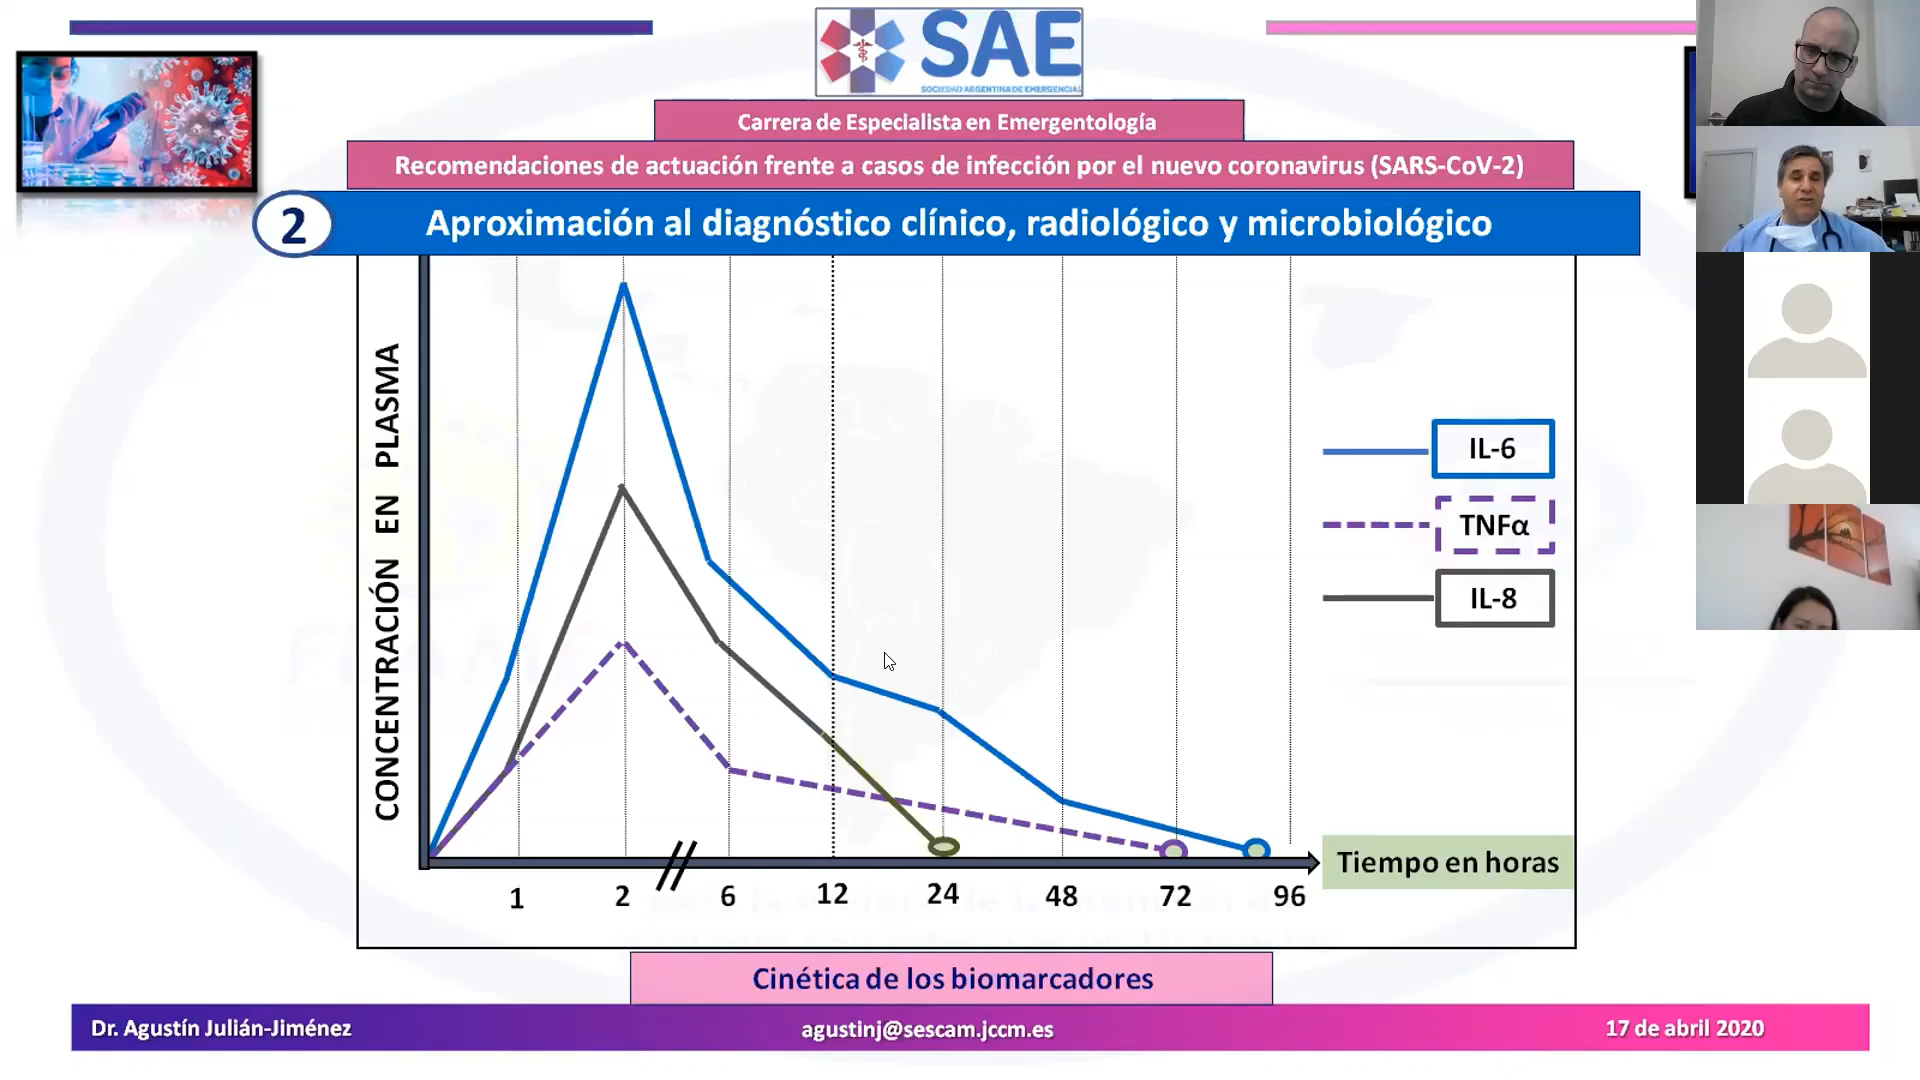 SAE
SOCIEDAD ARGENTINA DE EMERGENCIAS
Carrera de Especialista en Emergentología
Recomendaciones de actuación frente a casos de infección por el nuevo coronavirus (SARS-CoV-2)
2
Aproximación al diagnóstico clínico, radiológico y microbiológico
CONCENTRACIÓN EN PLASMA
IL-6
TNFα
IL-8
Tiempo en horas
1 2 6 12 24 48 72 96
Cinética de los biomarcadores
Dr. Agustín Julián-Jiménez
agustinj@sescam.jccm.es
17 de abril 2020